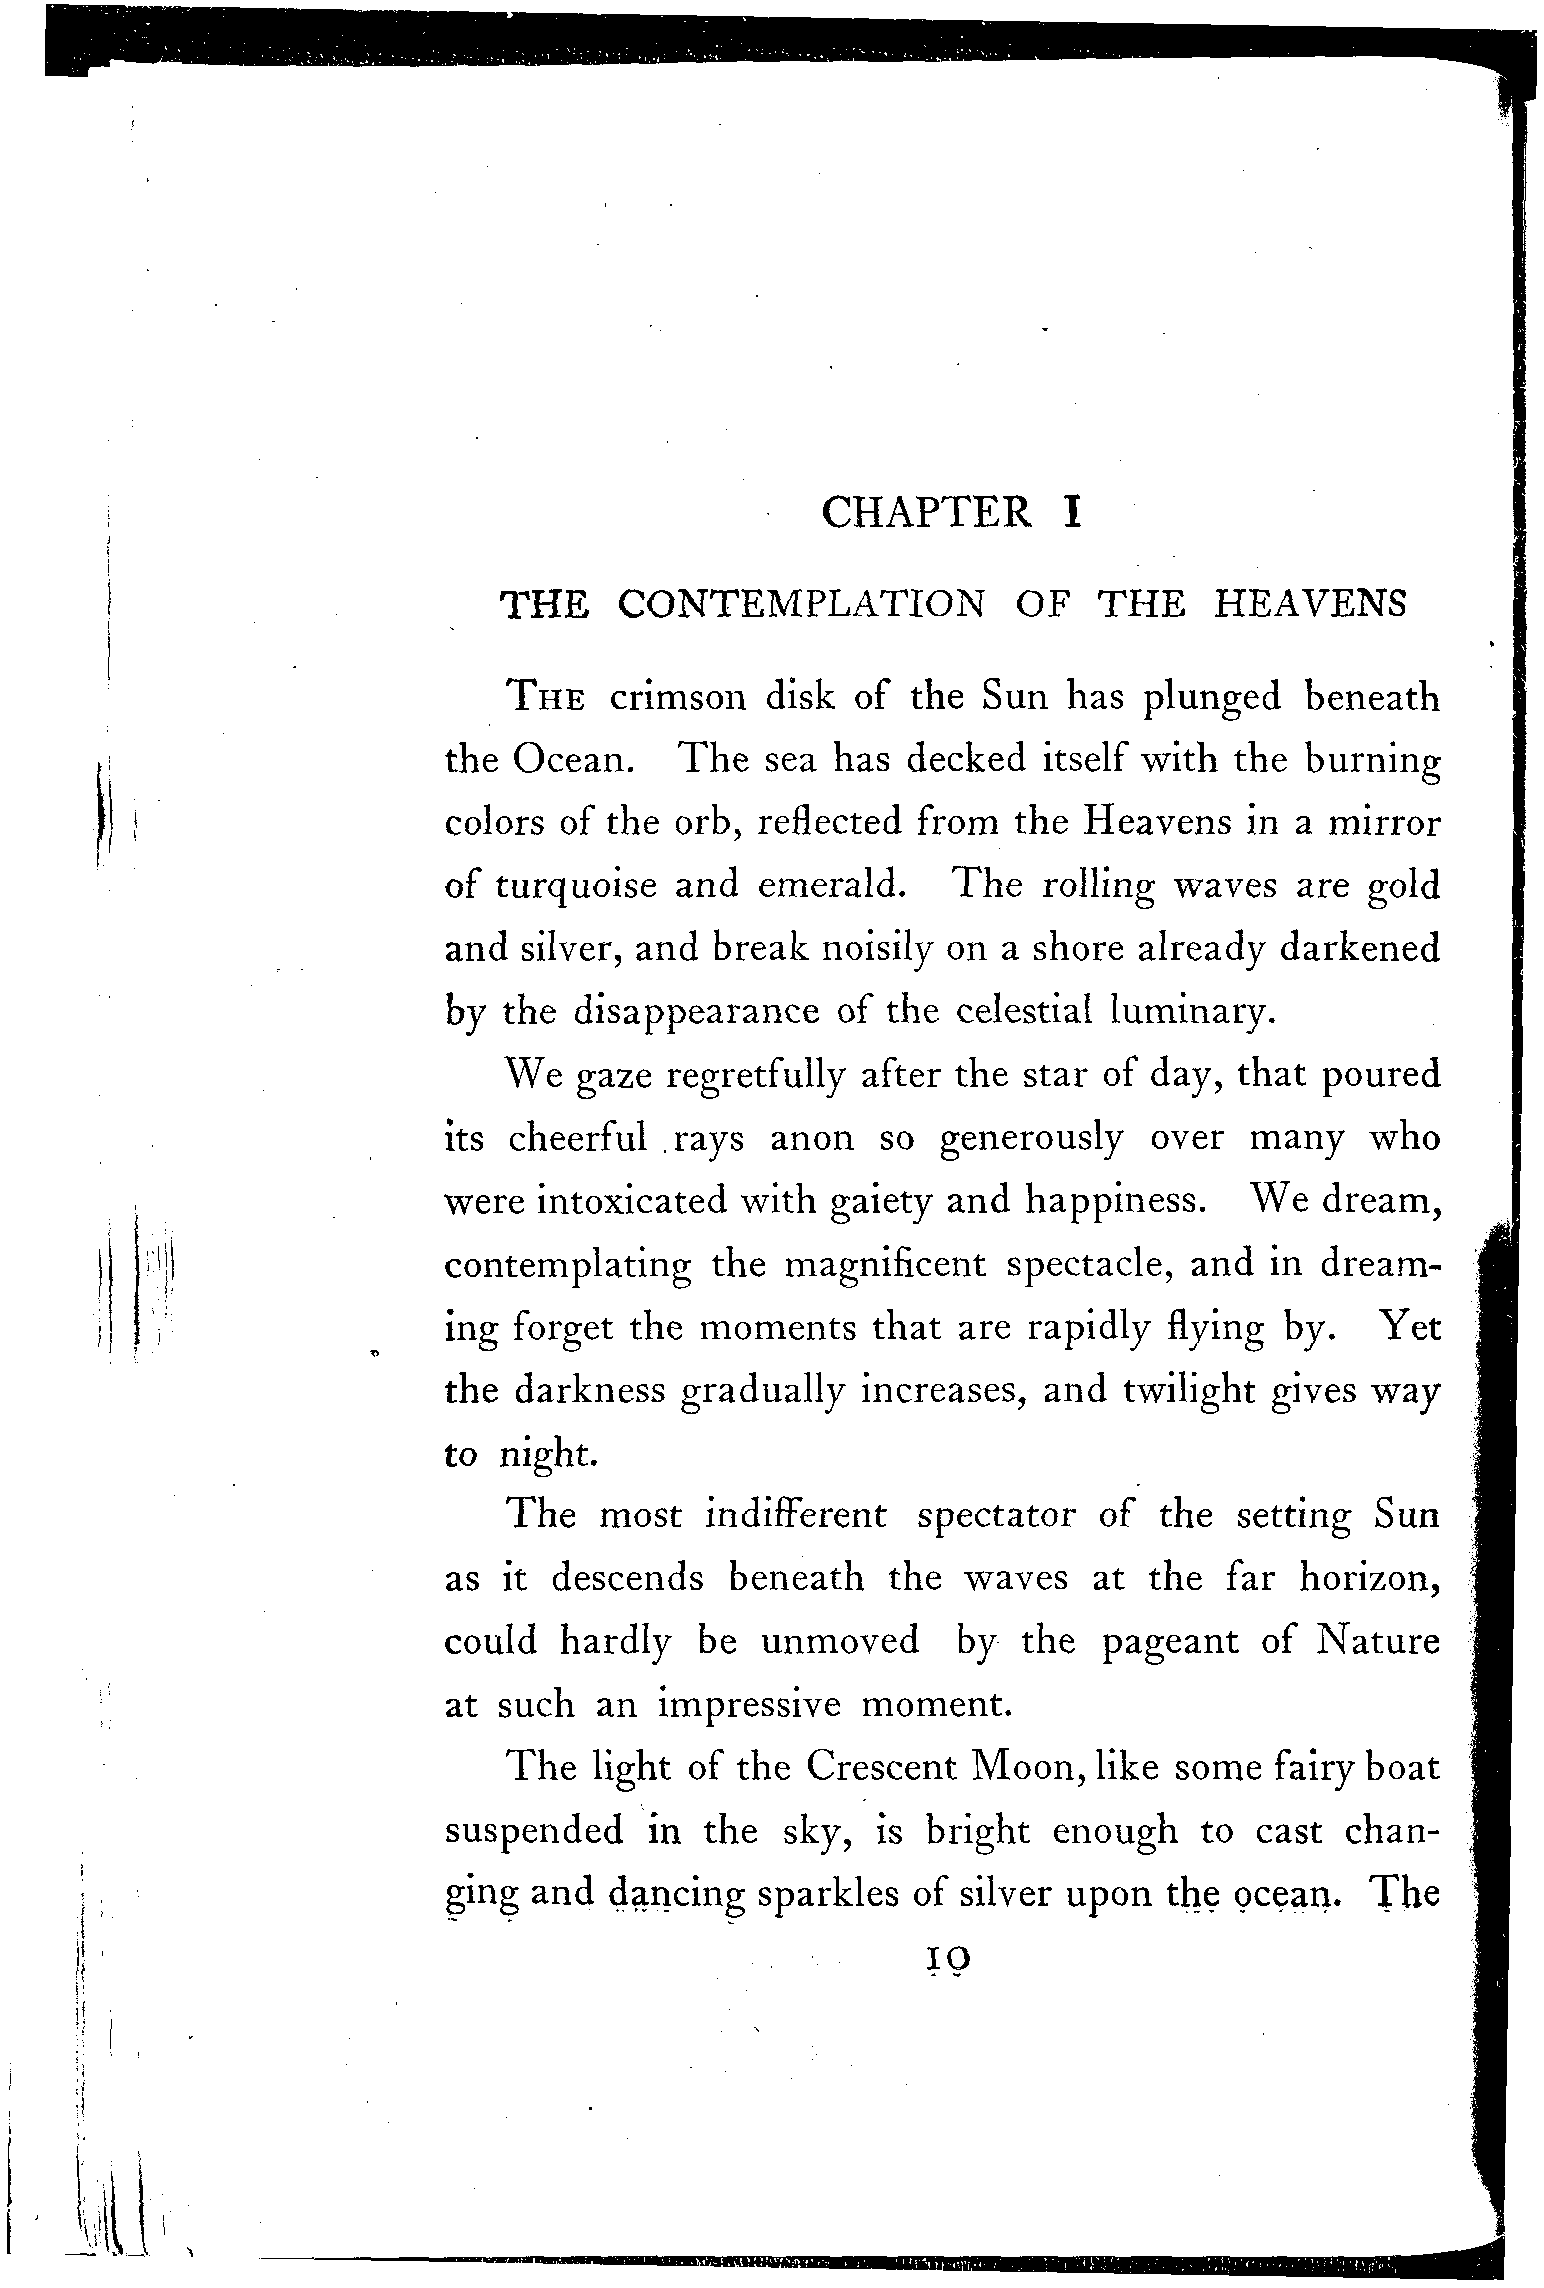 CHAPTER I
THE CONTEMPLATION OF THE HEAVENS
THE crimson disk of the Sun has plunged beneath
the Ocean. The sea has decked itself with the burning
colors of the orb, reflected from the Heavens in a mirror
of turquoise and emerald. The rolling waves are gold
and silver, and break noisily on a shore already darkened
by the disappearance of the celestial luminary.
We gaze regretfully after the star of day, that poured
its cheerful rays anon so generously over many who
were intoxicated with gaiety and happiness. We dream,
contemplating the magnificent spectacle, and in dream-
ing forget the moments that are rapidly flying by. Yet
the darkness gradually increases, and twilight gives way
to night.
The most indifferent spectator of the setting Sun
as it descends beneath the waves at the far horizon,
could hardly be unmoved by the pageant of Nature
at such an impressive moment.
The light of the Crescent Moon, like some fairy boat
suspended in the sky, is bright enough to cast chan-
ging and dancing sparkles of silver upon the ocean. The
10